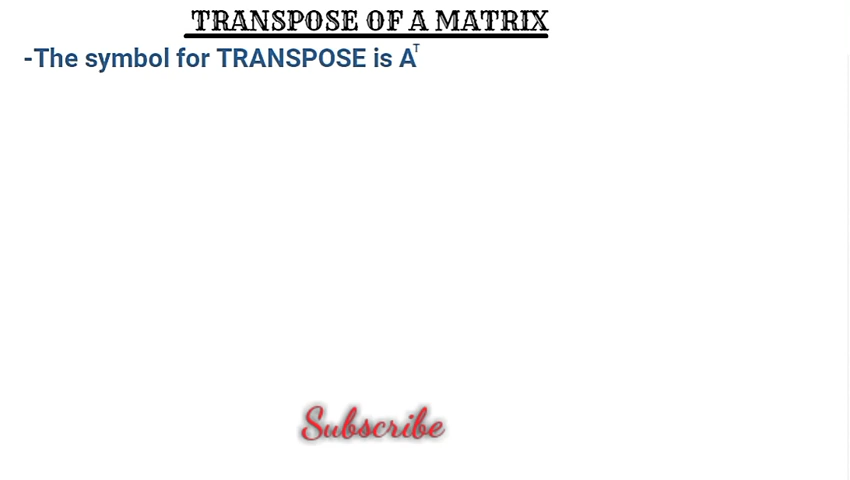 TRANSPOSE OF A MATRIX
-The symbol for TRANSPOSE is Aᵀ
Subscribe